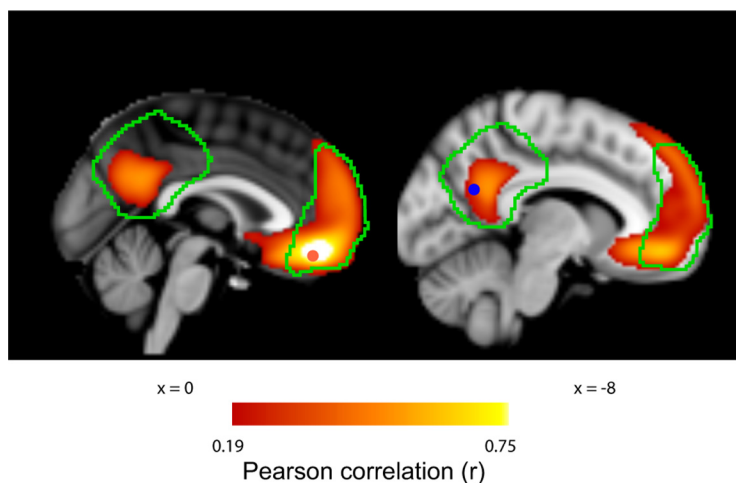 x = 0
x = -8
0.19
0.75
Pearson correlation (r)